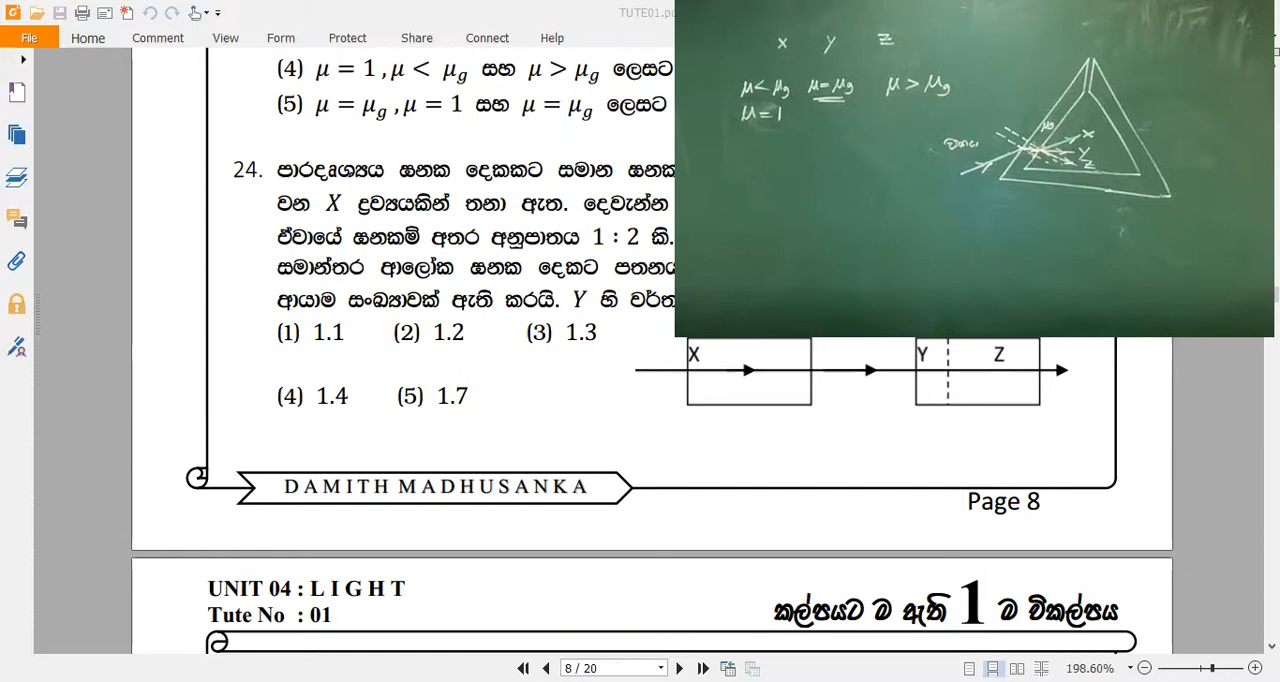 TUTE01.p
File Home Comment View Form Protect Share Connect Help
(4) μ = 1, μ < μg සහ μ > μg ලෙසට
(5) μ = μg , μ = 1 සහ μ = μg ලෙසට
x y z
μ < μg μ = μg μ > μg
μ = 1
μg
x
Y
Z
24. පාරදෘශ්‍ය ඝනක දෙකකට සමාන ඝනක
වන X ද්‍රව්‍යයකින් තනා ඇත. දෙවැන්න
ඒවායේ ඝනකම් අතර අනුපාතය 1 : 2 කි.
සමාන්තර ආලෝක ඝනක දෙකට පතනය
ආයාම සංඛ්‍යාවක් ඇති කරයි. Y හි වර්ත
(1) 1.1 (2) 1.2 (3) 1.3
(4) 1.4 (5) 1.7
X Y Z
DAMITH MADHUSANKA
Page 8
UNIT 04 : L I G H T
Tute No : 01
කල්පයට ම ඇති 1 ම විකල්පය
8 / 20
198.60%